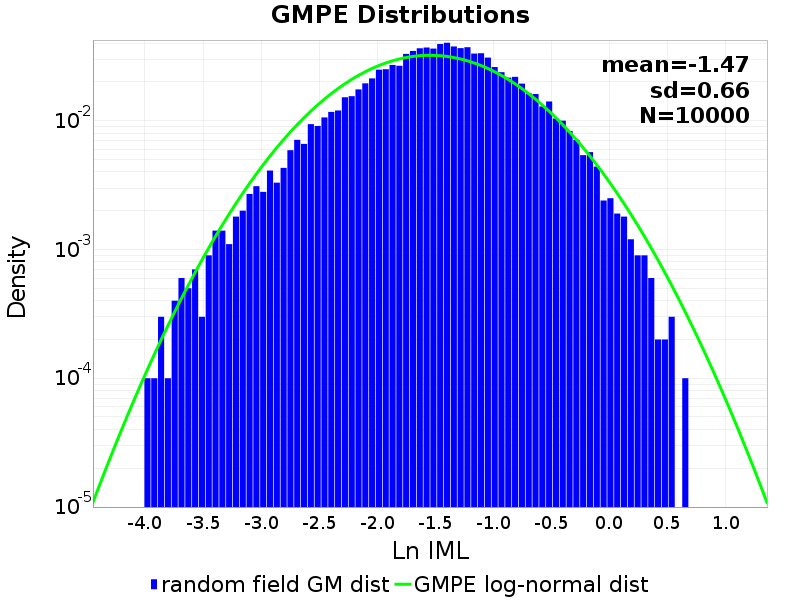 GMPE Distributions
mean=-1.47
sd=0.66
N=10000
Density
10-2
10-3
10-4
10-5
-4.0 -3.5 -3.0 -2.5 -2.0 -1.5 -1.0 -0.5 0.0 0.5 1.0
Ln IML
random field GM dist GMPE log-normal dist